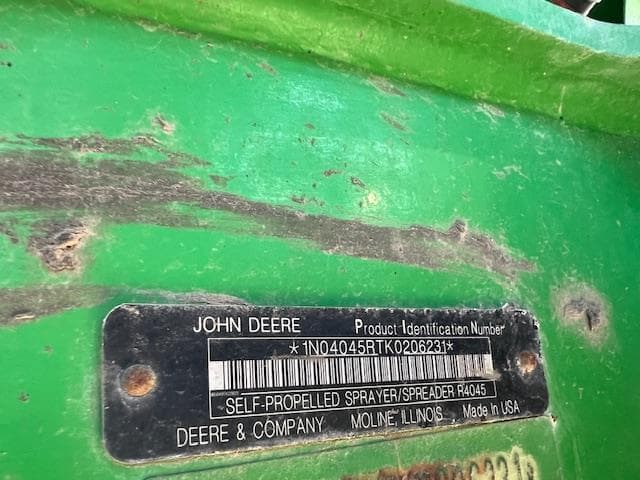 JOHN DEERE Product Identification Number
*1N04045RTK0206231*
SELF-PROPELLED SPRAYER/SPREADER R4045
DEERE & COMPANY MOLINE, ILLINOIS Made in USA